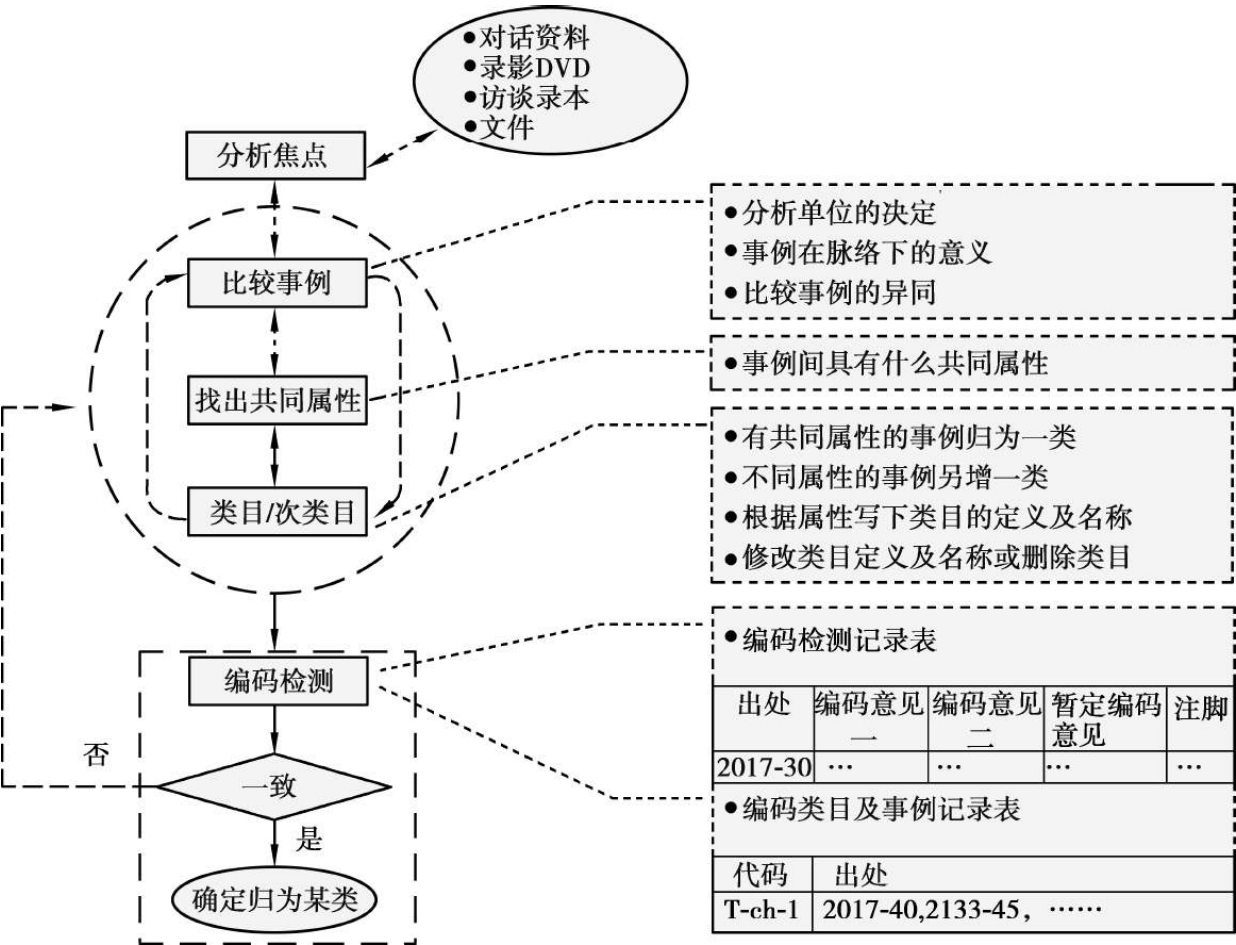 ●对话资料
●录影DVD
●访谈录本
●文件
分析焦点
比较事例
找出共同属性
类目/次类目
●分析单位的决定
●事例在脉络下的意义
●比较事例的异同
●事例间具有什么共同属性
●有共同属性的事例归为一类
●不同属性的事例另增一类
●根据属性写下类目的定义及名称
●修改类目定义及名称或删除类目
编码检测
否
一致
是
确定归为某类
●编码检测记录表
出处 编码意见一 编码意见二 暂定编码意见 注脚
2017-30 … … … …
●编码类目及事例记录表
代码 出处
T-ch-1 2017-40,2133-45，……